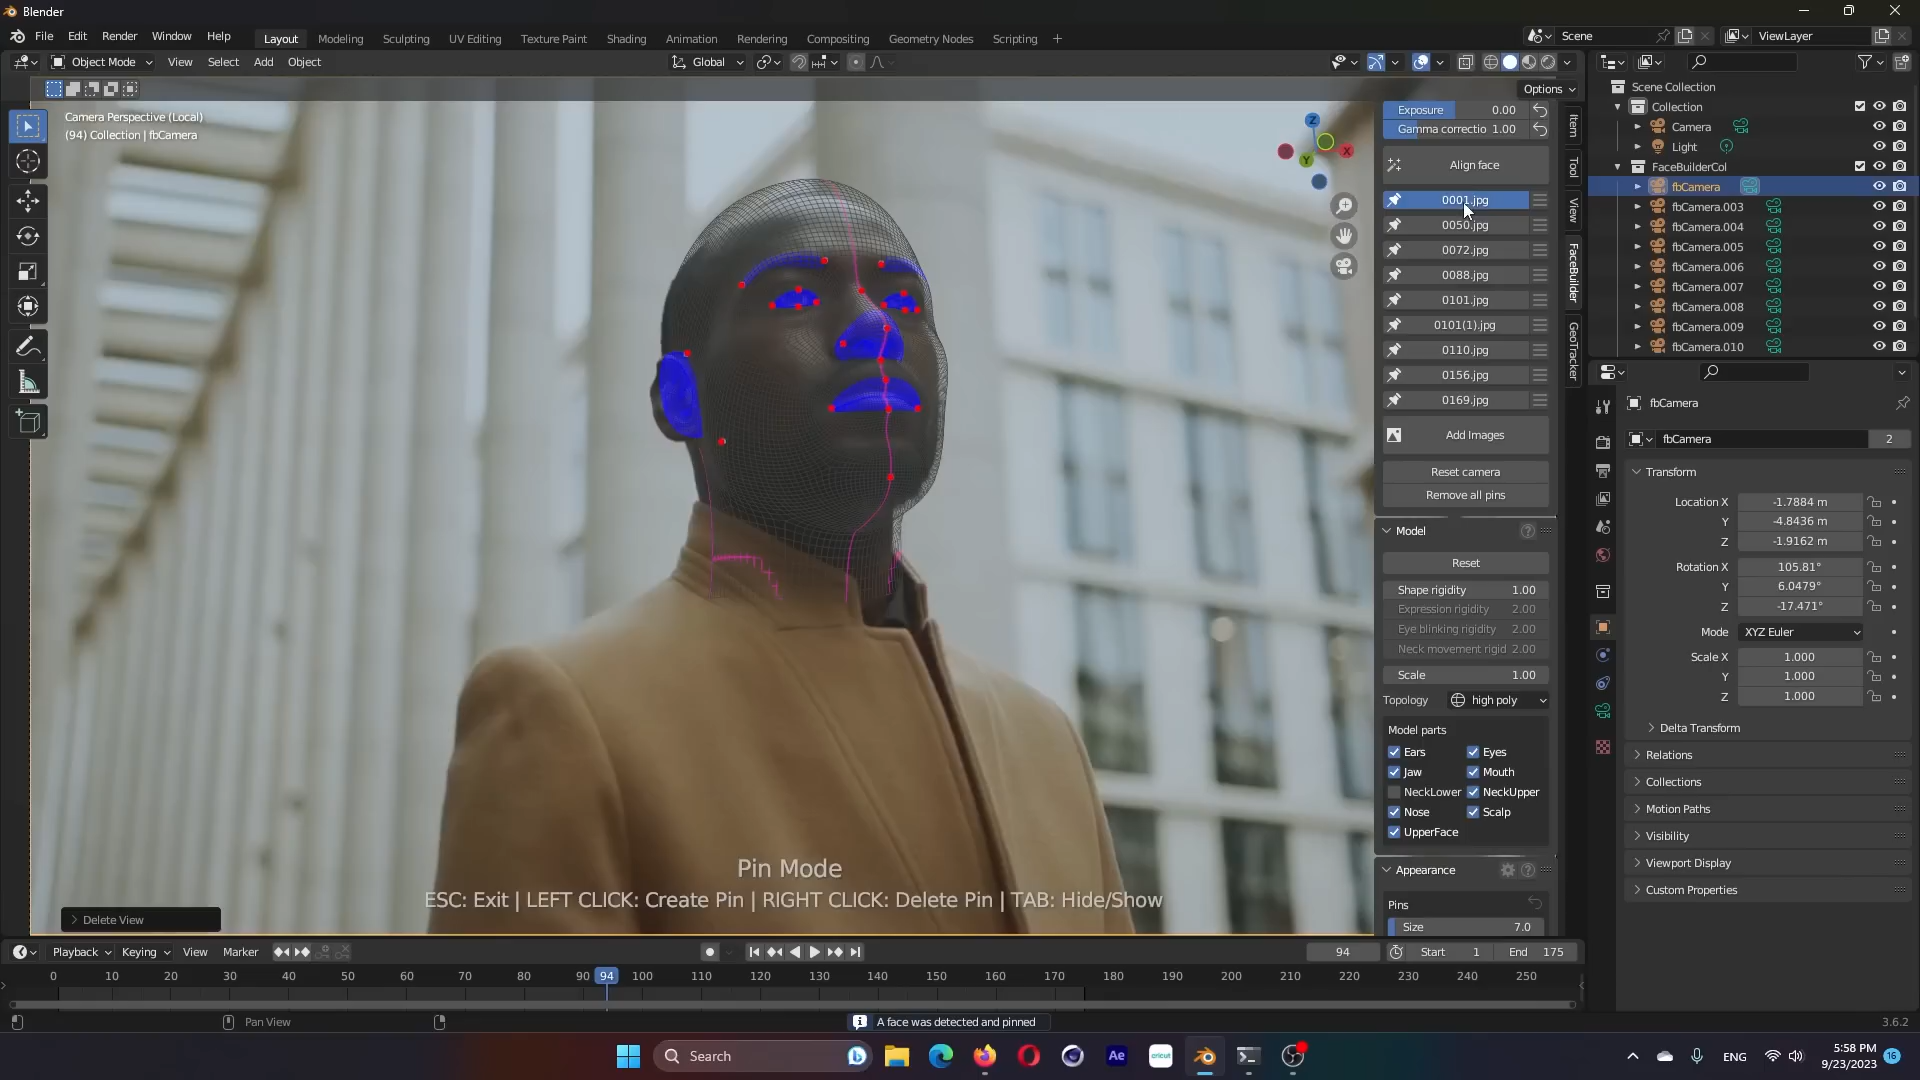 Blender
File Edit Render Window Help
Layout Modeling Sculpting UV Editing Texture Paint Shading Animation Rendering Compositing Geometry Nodes Scripting +
Scene
ViewLayer
Object Mode View Select Add Object
Global
Options
Camera Perspective (Local)
(94) Collection | fbCamera
Z
X
Y
Exposure 0.00
Gamma correctio 1.00
Align face
0001.jpg
0050.jpg
0072.jpg
0088.jpg
0101.jpg
0101(1).jpg
0110.jpg
0156.jpg
0169.jpg
Add Images
Reset camera
Remove all pins
Model
Reset
Shape rigidity 1.00
Expression rigidity 2.00
Eye blinking rigidity 2.00
Neck movement rigid 2.00
Scale 1.00
Topology high poly
Model parts
Ears Eyes
Jaw Mouth
NeckLower NeckUpper
Nose Scalp
UpperFace
Appearance
Pins
Size 7.0
Item
Tool
View
FaceBuilder
GeoTracker
Scene Collection
Collection
Camera
Light
FaceBuilderCol
fbCamera
fbCamera.003
fbCamera.004
fbCamera.005
fbCamera.006
fbCamera.007
fbCamera.008
fbCamera.009
fbCamera.010
fbCamera
fbCamera 2
Transform
Location X -1.7884 m
Y -4.8436 m
Z -1.9162 m
Rotation X 105.81°
Y 6.0479°
Z -17.471°
Mode XYZ Euler
Scale X 1.000
Y 1.000
Z 1.000
Delta Transform
Relations
Collections
Motion Paths
Visibility
Viewport Display
Custom Properties
Pin Mode
ESC: Exit | LEFT CLICK: Create Pin | RIGHT CLICK: Delete Pin | TAB: Hide/Show
Delete View
Playback Keying View Marker
94 Start 1 End 175
0 10 20 30 40 50 60 70 80 90 94 100 110 120 130 140 150 160 170 180 190 200 210 220 230 240 250
Pan View
A face was detected and pinned
3.6.2
Search
Ae
cricut
ENG
5:58 PM
9/23/2023
16